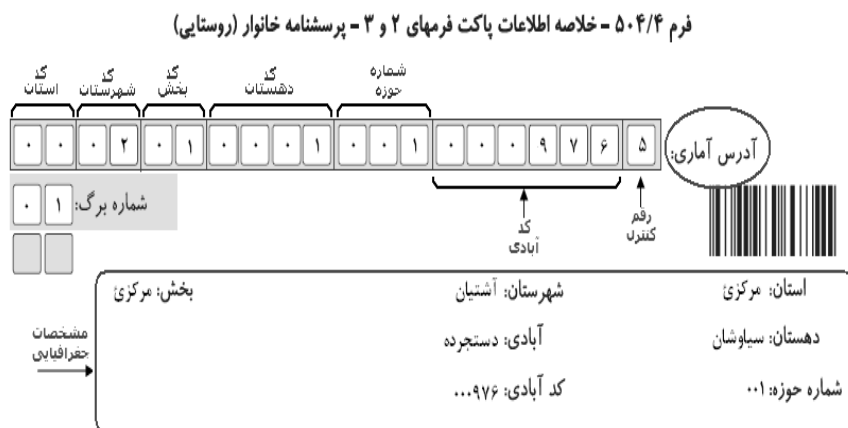 فرم ۵۰۴/۴ - خلاصه اطلاعات پاکت فرمهای ۲ و ۳ - پرسشنامه خانوار (روستایی)
شماره حوزه
کد دهستان
کد بخش
کد شهرستان
کد استان
آدرس آماری:
۰ ۰ ۰ ۲ ۰ ۱ ۰ ۰ ۰ ۱ ۰ ۰ ۱ ۰ ۰ ۰ ۹ ۷ ۶ ۵
شماره برگ: ۰ ۱
رقم کنترل
کد آبادی
استان: مرکزئ شهرستان: آشتیان بخش: مرکزئ
دهستان: سیاوشان آبادی: دستجرده
شماره حوزه: ۰۰۱ کد آبادی: ۰۰۰۹۷۶
مشخصات جغرافیایی